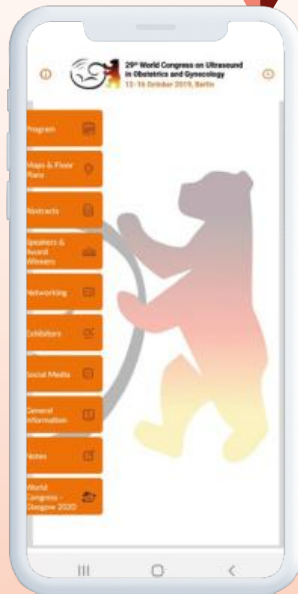 29th World Congress on Ultrasound
in Obstetrics and Gynecology
12-16 October 2019, Berlin
Program
Maps & Floor
Plans
Abstracts
Speakers &
Award
Winners
Networking
Exhibitors
Social Media
General
Information
Notes
World
Congress -
Glasgow 2020